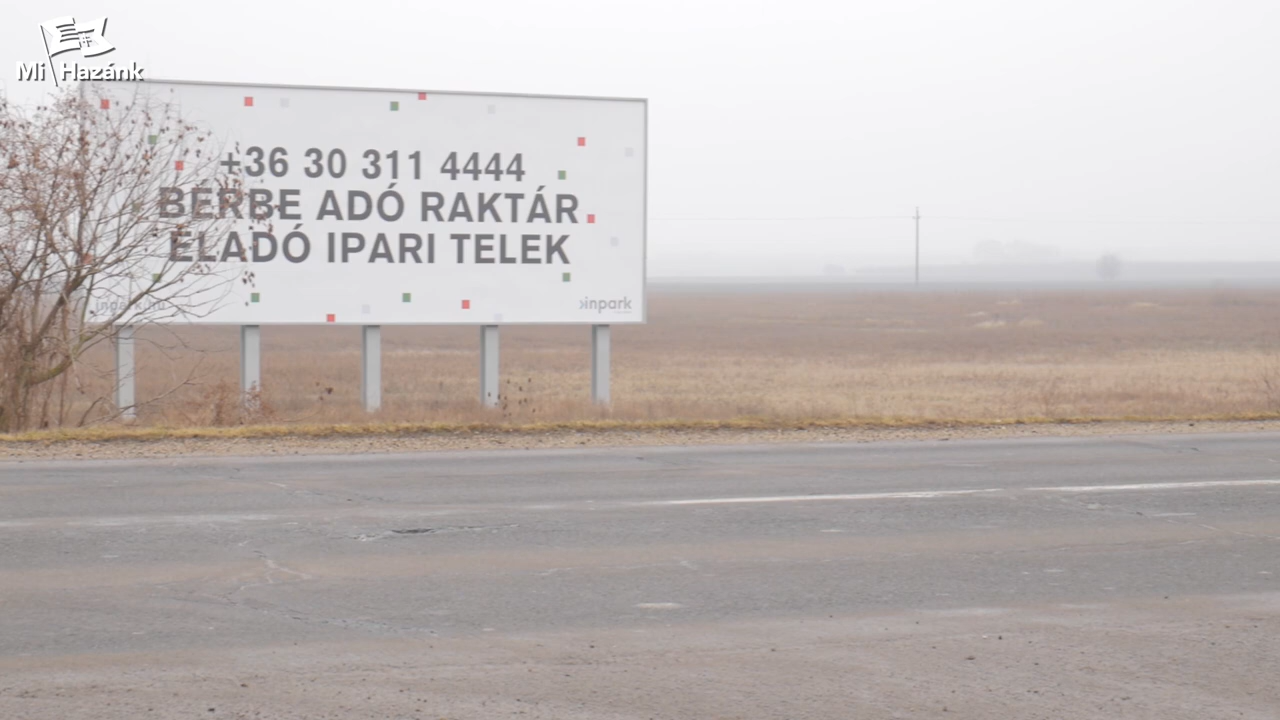 Mi Hazánk
+36 30 311 4444
BÉRBE ADÓ RAKTÁR
ELADÓ IPARI TELEK
inpark